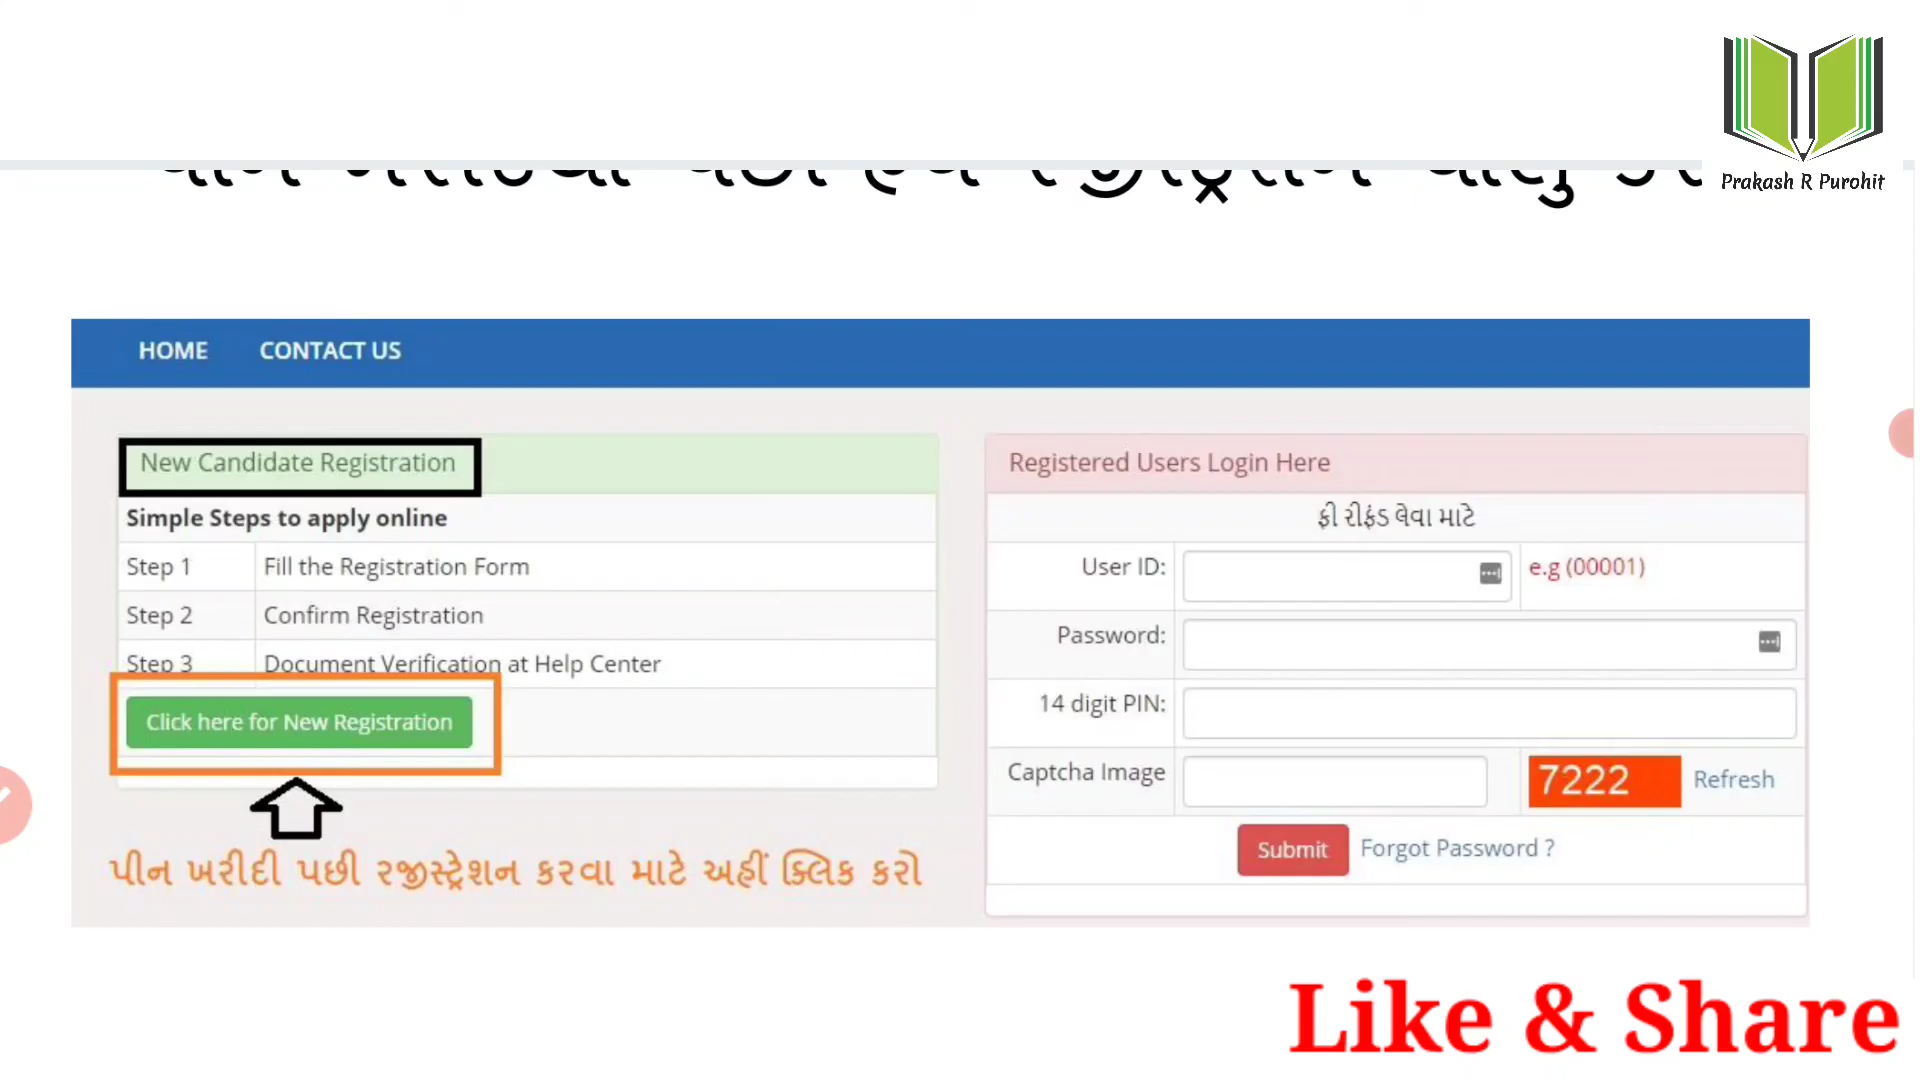 Prakash R Purohit
HOME CONTACT US
New Candidate Registration
Simple Steps to apply online
Step 1 Fill the Registration Form
Step 2 Confirm Registration
Step 3 Document Verification at Help Center
Click here for New Registration
પીન ખરીદી પછી રજીસ્ટ્રેશન કરવા માટે અહીં ક્લિક કરો
Registered Users Login Here
ફી રીફંડ લેવા માટે
User ID: e.g (00001)
Password:
14 digit PIN:
Captcha Image 7222 Refresh
Submit Forgot Password ?
Like & Share